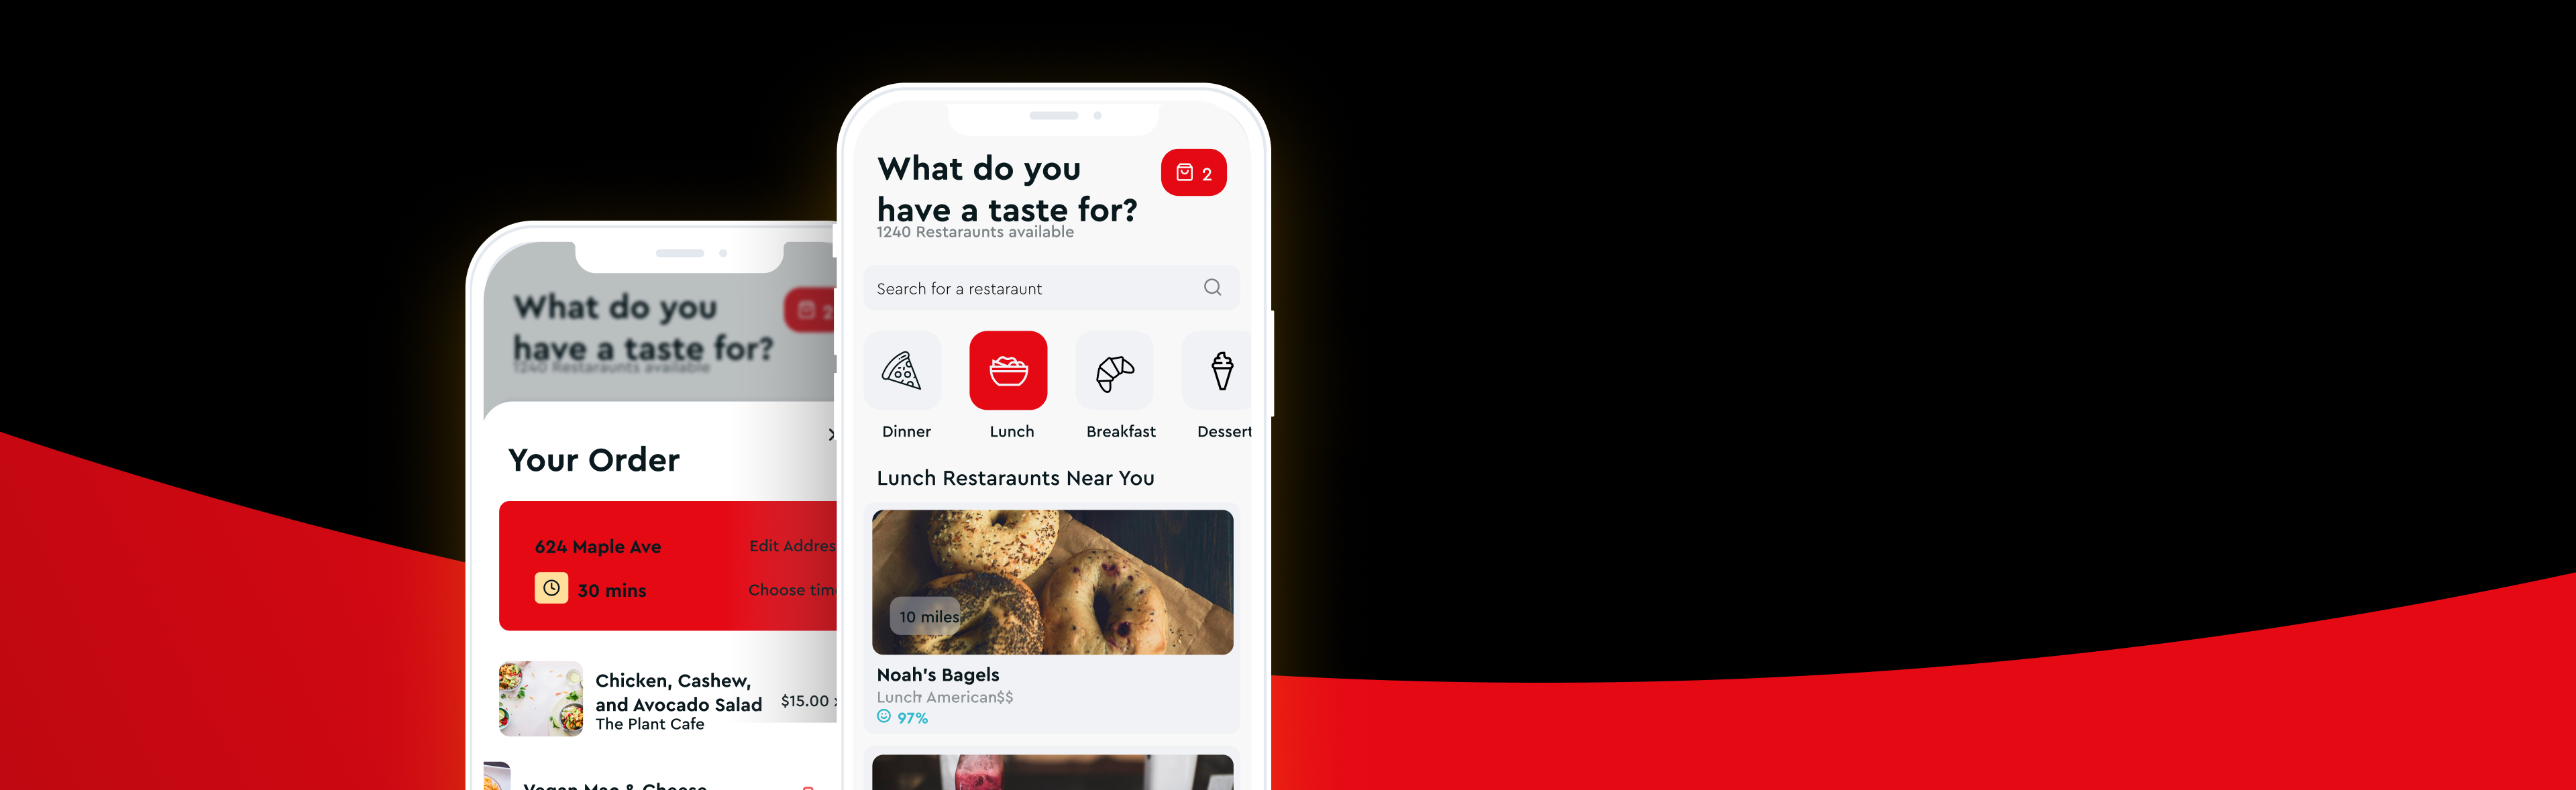 What do you
have a taste for?
1240 Restaraunts available
Your Order
624 Maple Ave
Edit Addres
30 mins
Choose tim
Chicken, Cashew,
and Avocado Salad
$15.00 x
The Plant Cafe
Vegan Mac & Cheese
What do you
have a taste for?
2
1240 Restaraunts available
Search for a restaraunt
Dinner
Lunch
Breakfast
Dessert
Lunch Restaraunts Near You
10 miles
Noah's Bagels
Lunch American$$
97%